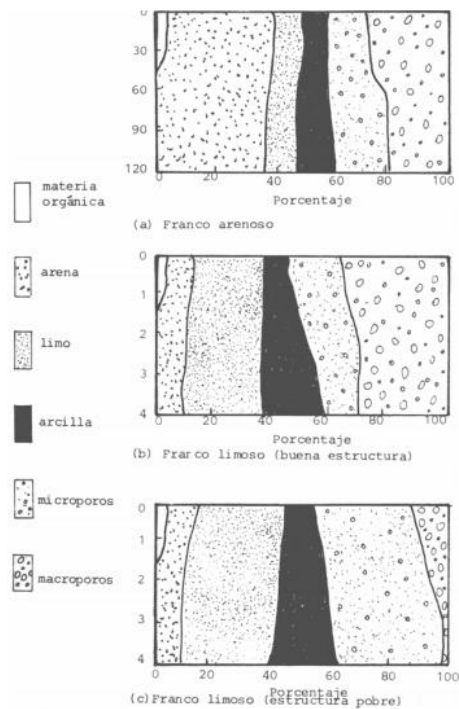 0
30
60
90
120
0 20 40 60 80 100
Porcentaje
(a) Franco arenoso
materia
orgánica
arena
limo
arcilla
microporos
macroporos
0
1
2
3
4
0 20 40 60 80 100
Porcentaje
(b) Franco limoso (buena estructura)
0
1
2
3
4
0 20 40 60 80 100
Porcentaje
(c) Franco limoso (estructura pobre)